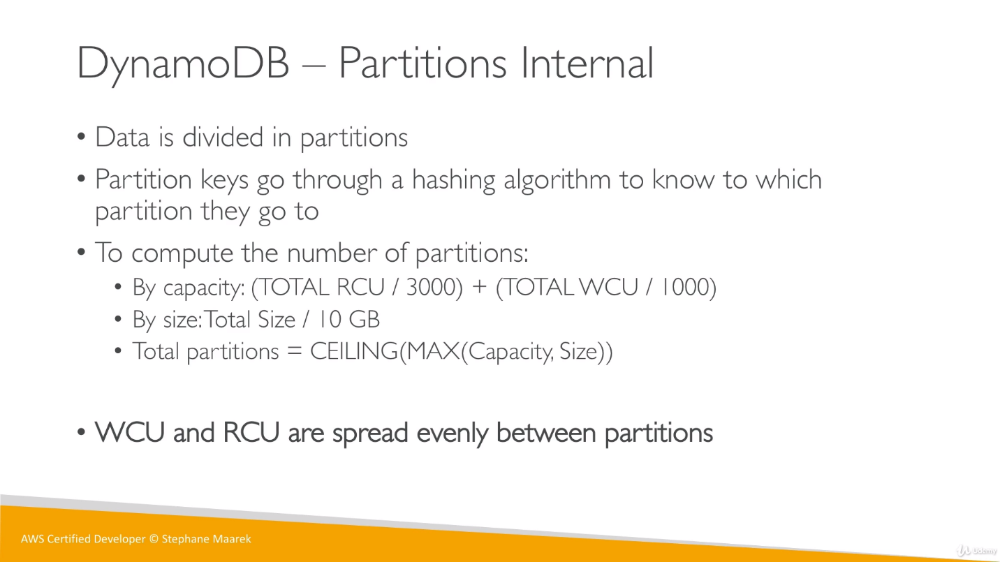 DynamoDB – Partitions Internal
• Data is divided in partitions
• Partition keys go through a hashing algorithm to know to which
partition they go to
• To compute the number of partitions:
• By capacity: (TOTAL RCU / 3000) + (TOTAL WCU / 1000)
• By size: Total Size / 10 GB
• Total partitions = CEILING(MAX(Capacity, Size))
• WCU and RCU are spread evenly between partitions
AWS Certified Developer © Stephane Maarek
Udemy